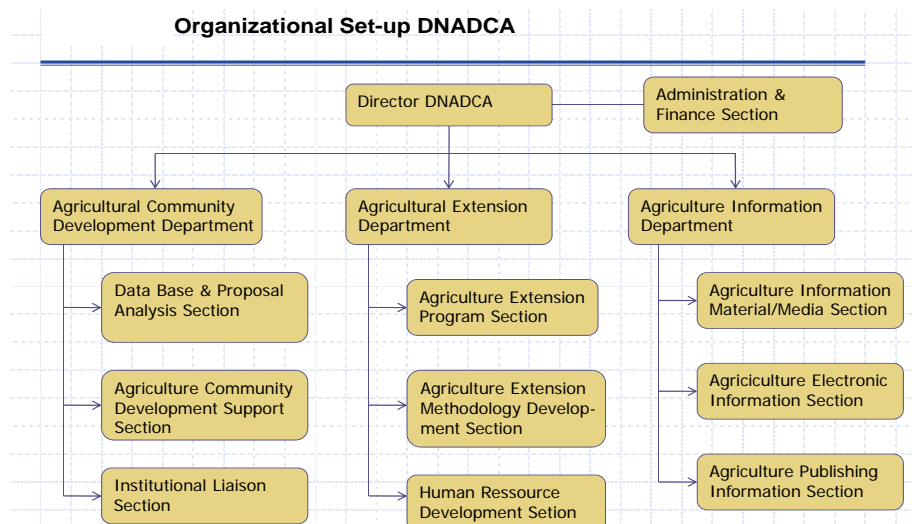 Organizational Set-up DNADCA
Director DNADCA
Administration &
Finance Section
Agricultural Community
Development Department
Agricultural Extension
Department
Agriculture Information
Department
Data Base & Proposal
Analysis Section
Agriculture Extension
Program Section
Agriculture Information
Material/Media Section
Agriculture Community
Development Support
Section
Agriculture Extension
Methodology Develop-
ment Section
Agriciculture Electronic
Information Section
Institutional Liaison
Section
Human Ressource
Development Setion
Agriculture Publishing
Information Section